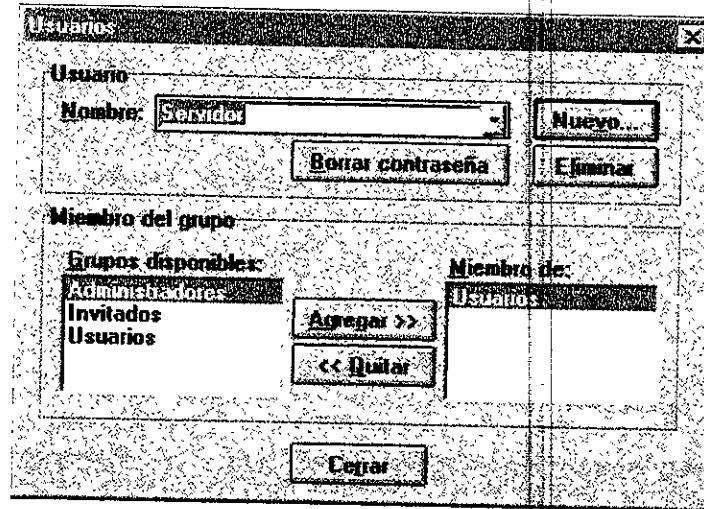 Usuarios
Usuario
Nombre: Servidor
Nuevo...
Borrar contraseña
Eliminar
Miembro del grupo
Grupos disponibles:
Miembro de:
Administradores
Usuarios
Invitados
Agregar >>
Usuarios
<< Quitar
Cerrar